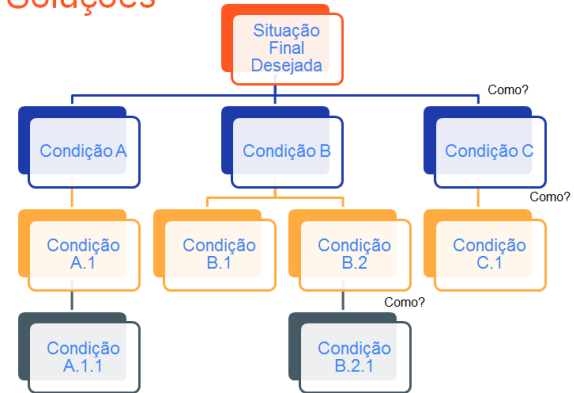 Soluções
Situação
Final
Desejada
Como?
Condição A
Condição B
Condição C
Como?
Condição
A.1
Condição
B.1
Condição
B.2
Condição
C.1
Como?
Condição
A.1.1
Condição
B.2.1